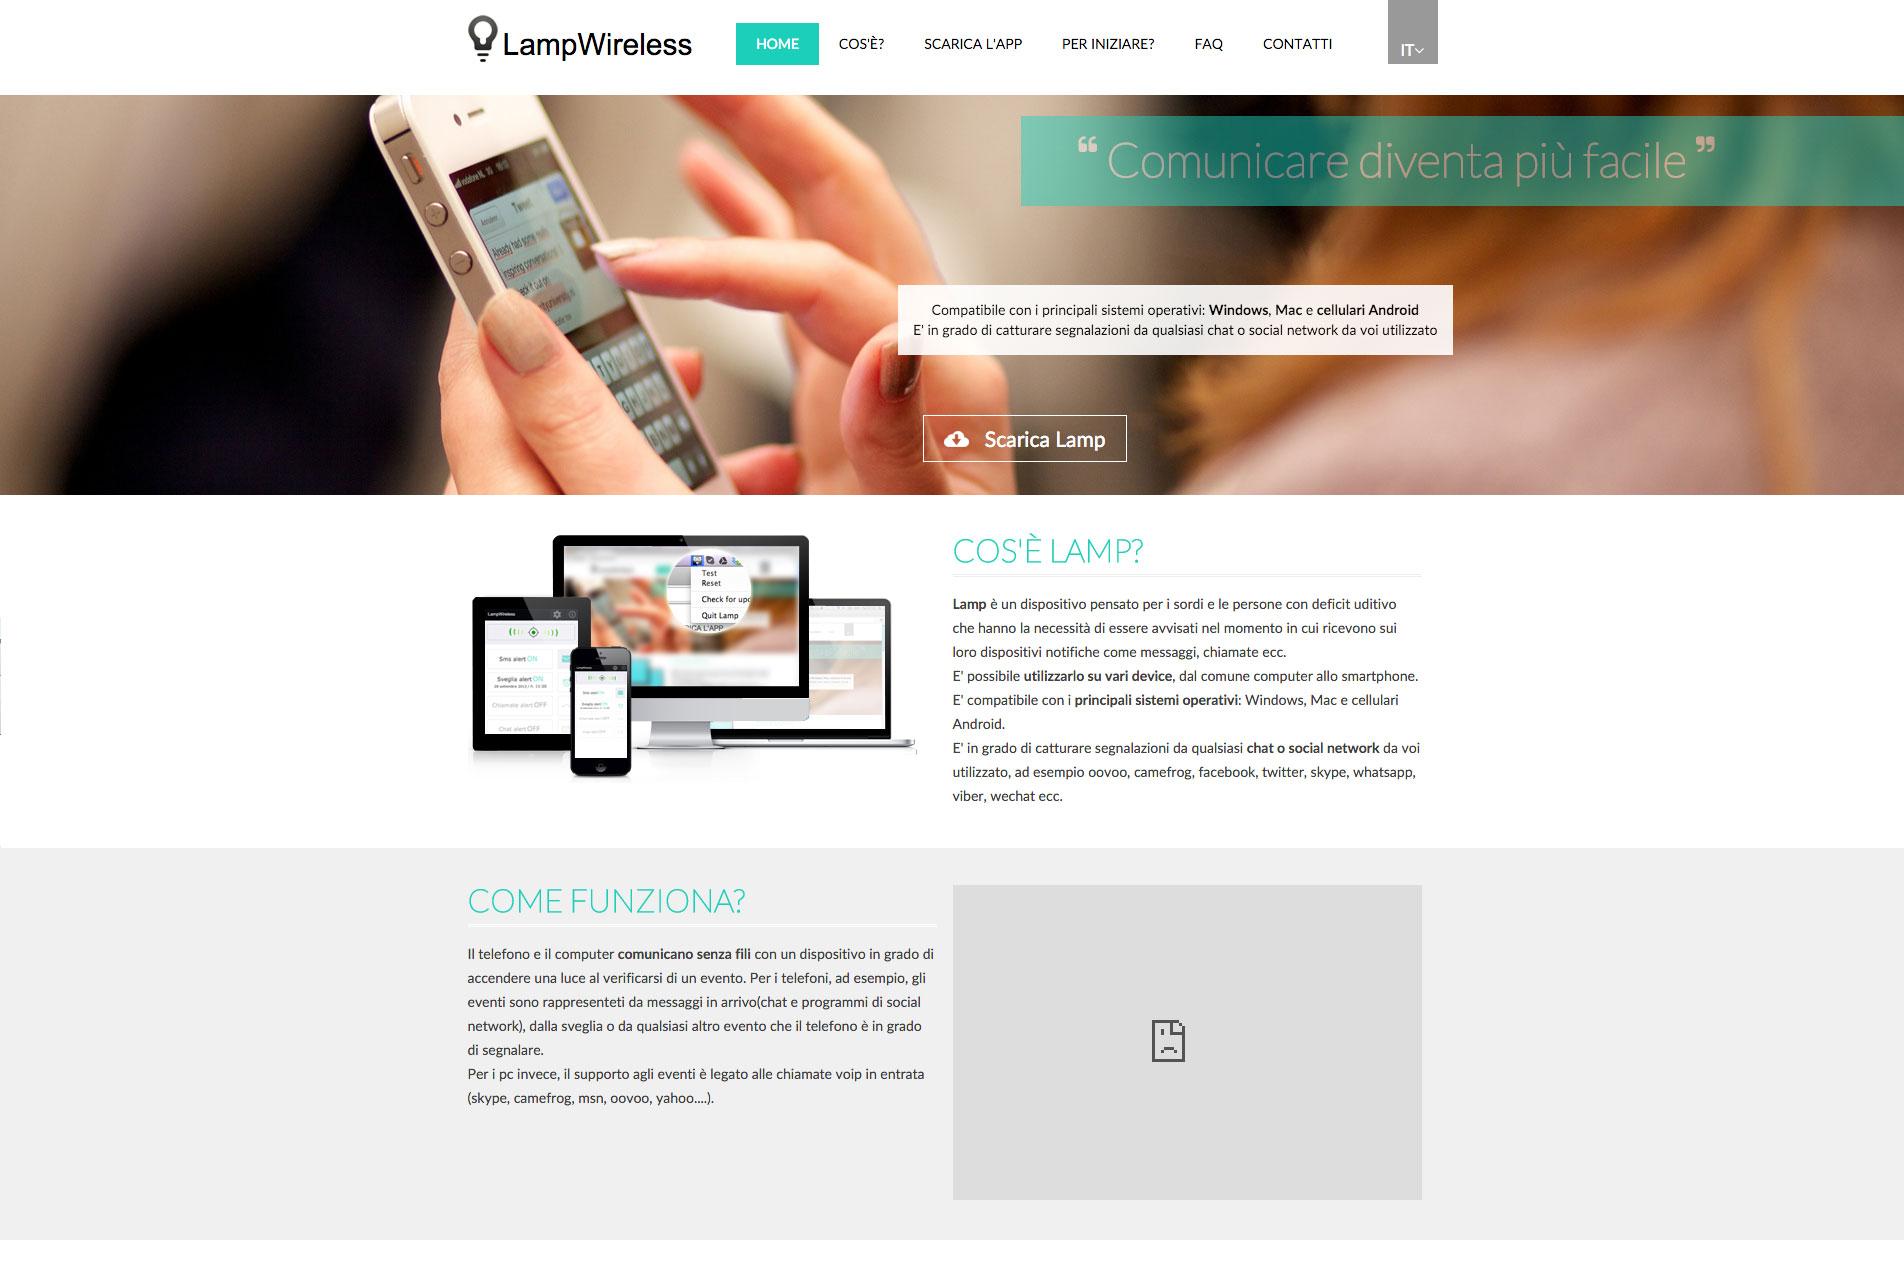 LampWireless
HOME
COS'È?
SCARICA L'APP
PER INIZIARE?
FAQ
CONTATTI
IT
“ Comunicare diventa più facile ”
Compatibile con i principali sistemi operativi: Windows, Mac e cellulari Android
E' in grado di catturare segnalazioni da qualsiasi chat o social network da voi utilizzato
Scarica Lamp
Tweet
Already had some really
inspiring conversations
Test
Reset
Check for upd
Quit Lamp
LampWireless
Sms alert ON
Sveglia alert ON
Chiamate alert OFF
Chat alert OFF
COS'È LAMP?
Lamp è un dispositivo pensato per i sordi e le persone con deficit uditivo
che hanno la necessità di essere avvisati nel momento in cui ricevono sui
loro dispositivi notifiche come messaggi, chiamate ecc.
E' possibile utilizzarlo su vari device, dal comune computer allo smartphone.
E' compatibile con i principali sistemi operativi: Windows, Mac e cellulari
Android.
E' in grado di catturare segnalazioni da qualsiasi chat o social network da voi
utilizzato, ad esempio oovoo, camefrog, facebook, twitter, skype, whatsapp,
viber, wechat ecc.
COME FUNZIONA?
Il telefono e il computer comunicano senza fili con un dispositivo in grado di
accendere una luce al verificarsi di un evento. Per i telefoni, ad esempio, gli
eventi sono rappresenteti da messaggi in arrivo(chat e programmi di social
network), dalla sveglia o da qualsiasi altro evento che il telefono è in grado
di segnalare.
Per i pc invece, il supporto agli eventi è legato alle chiamate voip in entrata
(skype, camefrog, msn, oovoo, yahoo....).